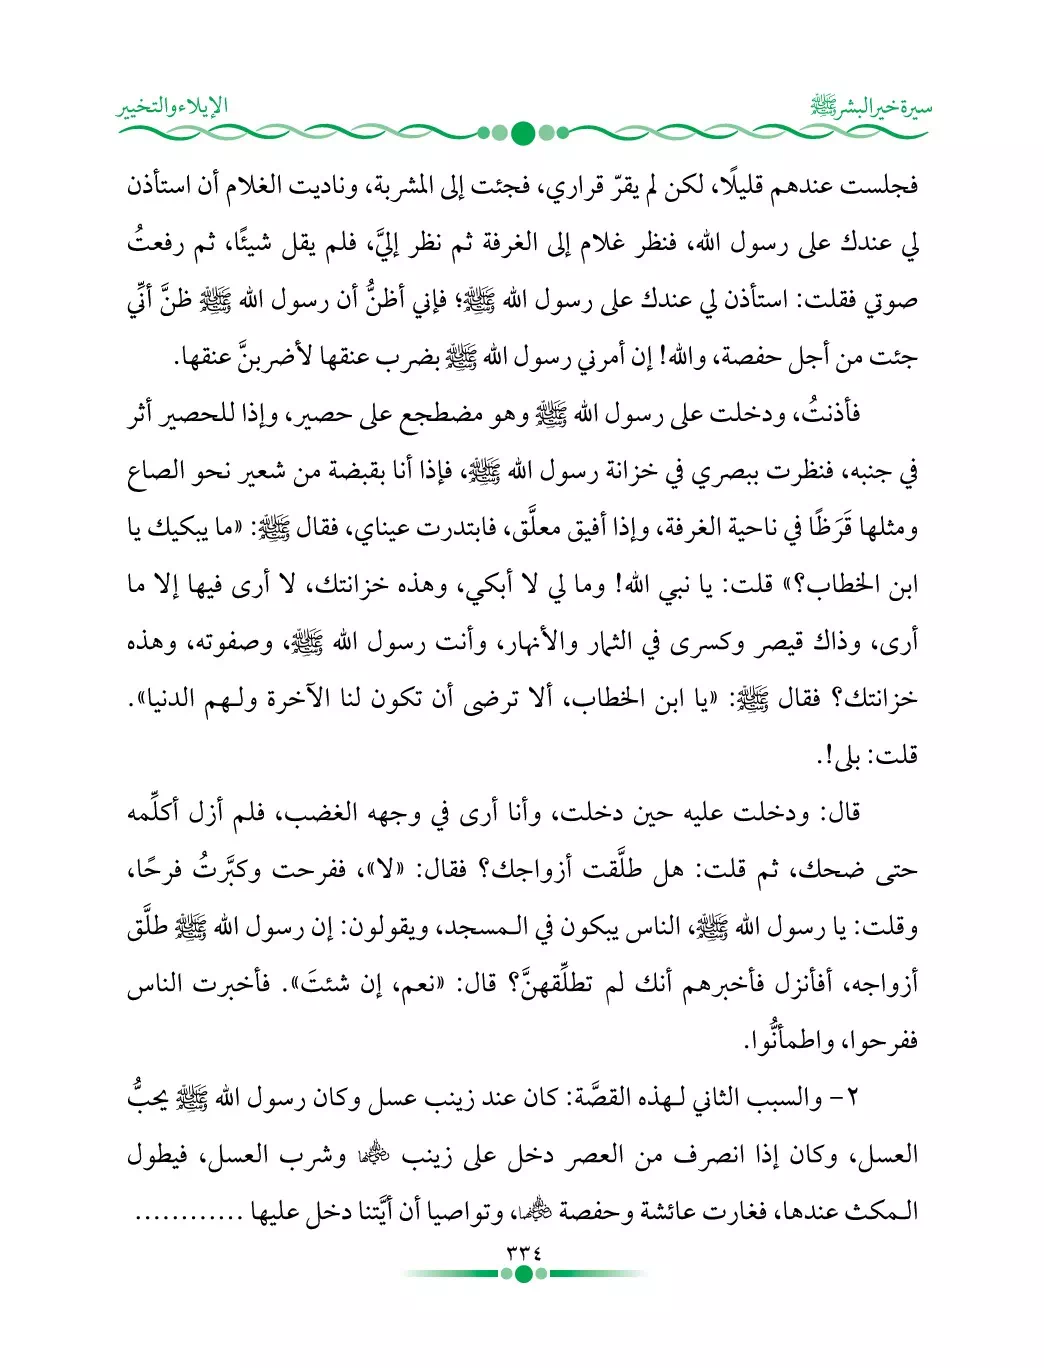 سيرة خير البشر ﷺ
الإيلاء والتخيير
فجلست عندهم قليلًا، لكن لم يقرّ قراري، فجئت إلى المشربة، وناديت الغلام أن استأذن
لي عندك على رسول الله، فنظر غلام إلى الغرفة ثم نظر إليَّ، فلم يقل شيئًا، ثم رفعتُ
صوتي فقلت: استأذن لي عندك على رسول الله ﷺ؛ فإني أظنُّ أن رسول الله ﷺ ظنَّ أنِّي
جئت من أجل حفصة، والله! إن أمرني رسول الله ﷺ بضرب عنقها لأضربنَّ عنقها.
فأذنتُ، ودخلت على رسول الله ﷺ وهو مضطجع على حصير، وإذا للحصير أثر
في جنبه، فنظرت ببصري في خزانة رسول الله ﷺ، فإذا أنا بقبضة من شعير نحو الصاع
ومثلها قَرَظًا في ناحية الغرفة، وإذا أفيق معلَّق، فابتدرت عيناي، فقال ﷺ: «ما يبكيك يا
ابن الخطاب؟» قلت: يا نبي الله! وما لي لا أبكي، وهذه خزانتك، لا أرى فيها إلا ما
أرى، وذاك قيصر وكسرى في الثمار والأنهار، وأنت رسول الله ﷺ، وصفوته، وهذه
خزانتك؟ فقال ﷺ: «يا ابن الخطاب، ألا ترضى أن تكون لنا الآخرة ولـهم الدنيا».
قلت: بلى!.
قال: ودخلت عليه حين دخلت، وأنا أرى في وجهه الغضب، فلم أزل أكلِّمه
حتى ضحك، ثم قلت: هل طلَّقت أزواجك؟ فقال: «لا»، ففرحت وكبَّرتُ فرحًا،
وقلت: يا رسول الله ﷺ، الناس يبكون في الـمسجد، ويقولون: إن رسول الله ﷺ طلَّق
أزواجه، أفأنزل فأخبرهم أنك لم تطلِّقهنَّ؟ قال: «نعم، إن شئتَ». فأخبرت الناس
ففرحوا، واطمأنُّوا.
٢- والسبب الثاني لـهذه القصَّة: كان عند زينب عسل وكان رسول الله ﷺ يحبُّ
العسل، وكان إذا انصرف من العصر دخل على زينب رضي الله عنها وشرب العسل، فيطول
الـمكث عندها، فغارت عائشة وحفصة رضي الله عنهما، وتواصيا أن أيَّتنا دخل عليها ............
٣٣٤